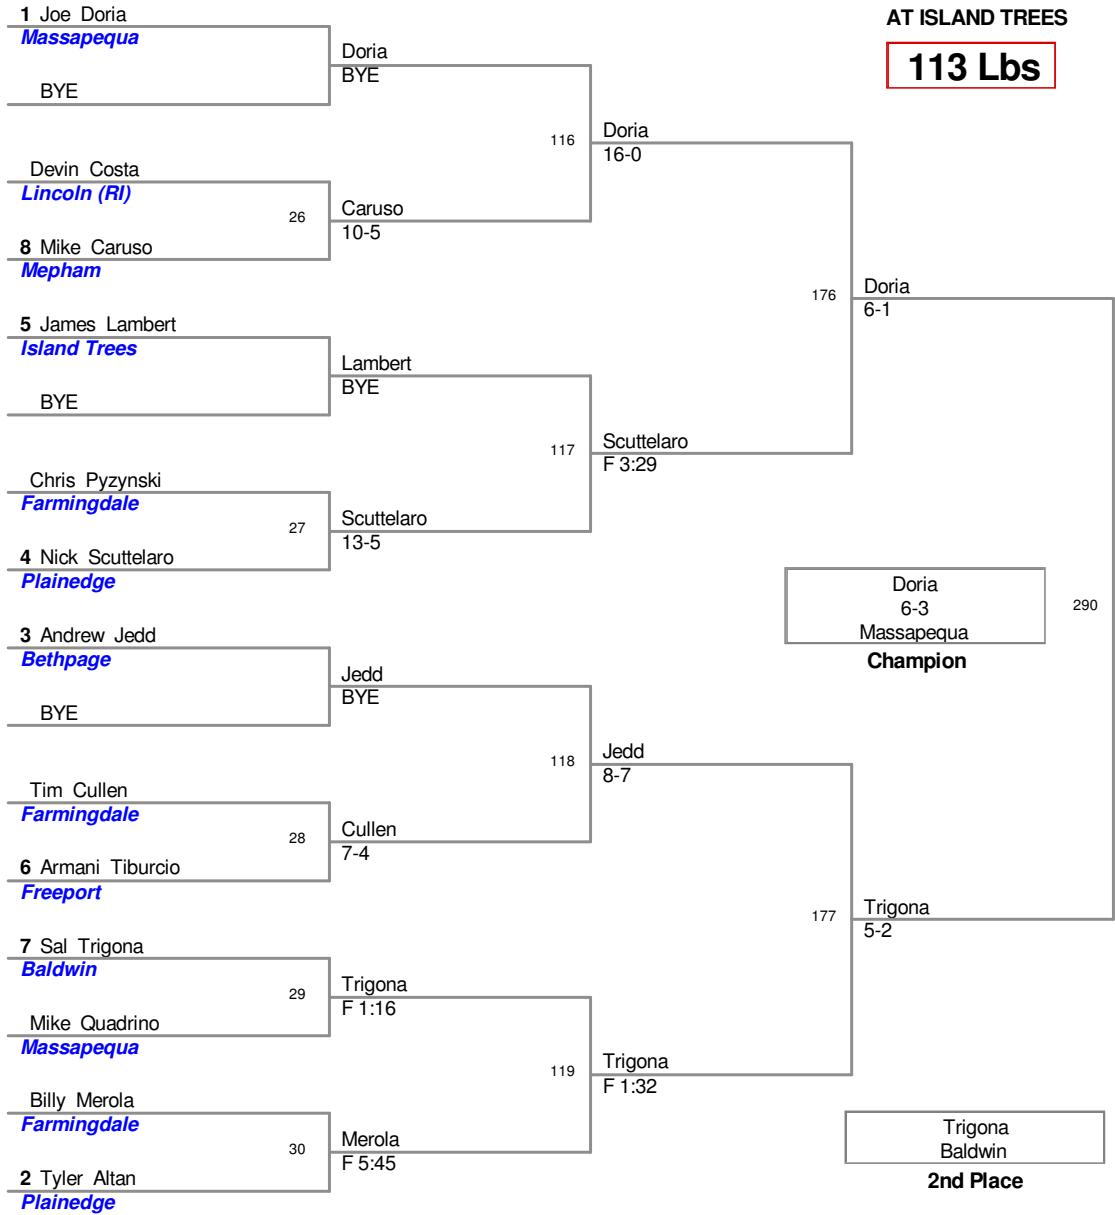 1 Joe Doria
Massapequa
BYE
Devin Costa
Lincoln (RI)
8 Mike Caruso
Mepham
5 James Lambert
Island Trees
BYE
Chris Pyzynski
Farmingdale
4 Nick Scuttelaro
Plainedge
3 Andrew Jedd
Bethpage
BYE
Tim Cullen
Farmingdale
6 Armani Tiburcio
Freeport
7 Sal Trigona
Baldwin
Mike Quadrino
Massapequa
Billy Merola
Farmingdale
2 Tyler Altan
Plainedge
26
27
28
29
30
Doria
BYE
Caruso
10-5
Lambert
BYE
Scuttelaro
13-5
Jedd
BYE
Cullen
7-4
Trigona
F 1:16
Merola
F 5:45
116
117
118
119
Doria
16-0
Scuttelaro
F 3:29
Jedd
8-7
Trigona
F 1:32
176
177
Doria
6-1
Trigona
5-2
290
AT ISLAND TREES
113 Lbs
Doria
6-3
Massapequa
Champion
Trigona
Baldwin
2nd Place